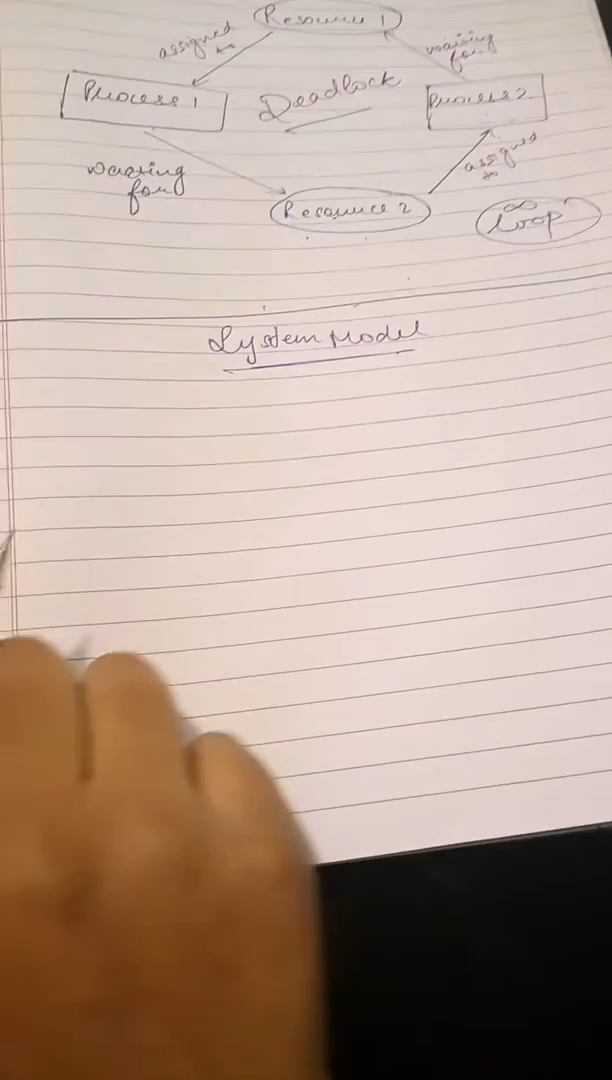 Resource 1
assigned to
waiting for
Process 1
Deadlock
Process 2
assigned to
waiting for
Resource 2
∞ loop
System Model